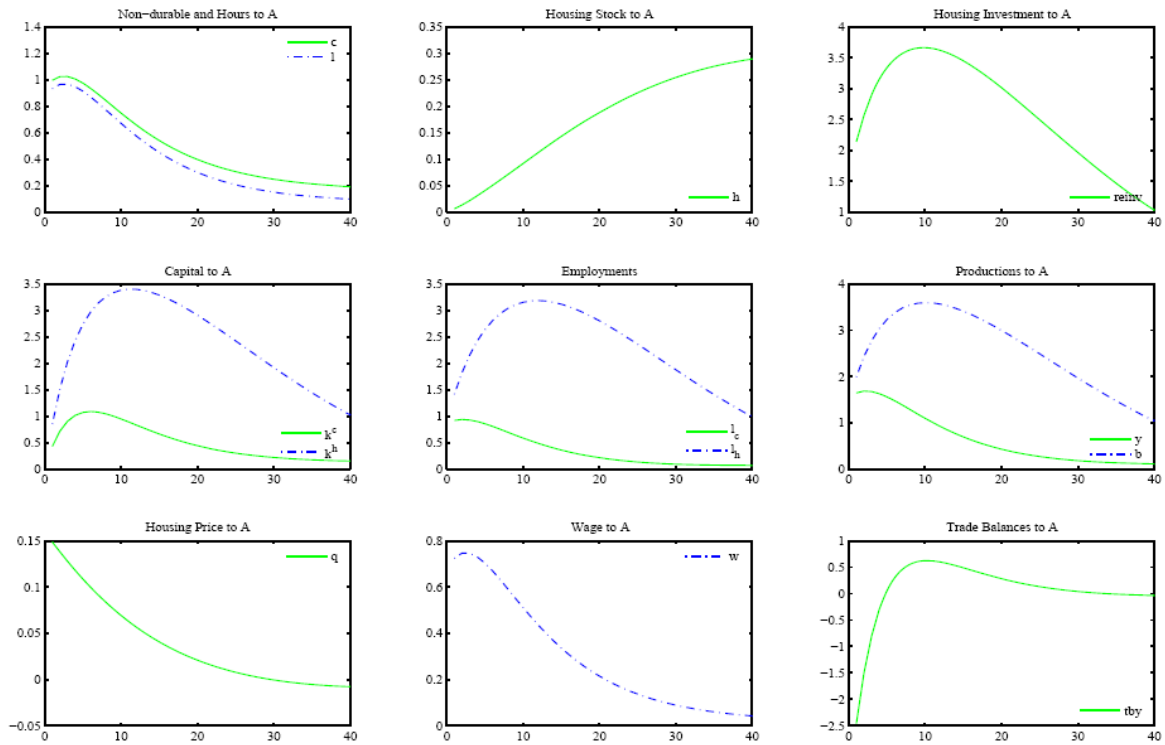 Non-durable and Hours to A
1.4
1.2
1
0.8
0.6
0.4
0.2
0
0 10 20 30 40
c
l
Housing Stock to A
0.35
0.3
0.25
0.2
0.15
0.1
0.05
0
0 10 20 30 40
h
Housing Investment to A
4
3.5
3
2.5
2
1.5
1
0 10 20 30 40
reinv
Capital to A
3.5
3
2.5
2
1.5
1
0.5
0
0 10 20 30 40
k^c
k^h
Employments
3.5
3
2.5
2
1.5
1
0.5
0
0 10 20 30 40
l_c
l_h
Productions to A
4
3
2
1
0
0 10 20 30 40
y
b
Housing Price to A
0.15
0.1
0.05
0
−0.05
0 10 20 30 40
q
Wage to A
0.8
0.6
0.4
0.2
0
0 10 20 30 40
w
Trade Balances to A
1
0.5
0
−0.5
−1
−1.5
−2
−2.5
0 10 20 30 40
tby